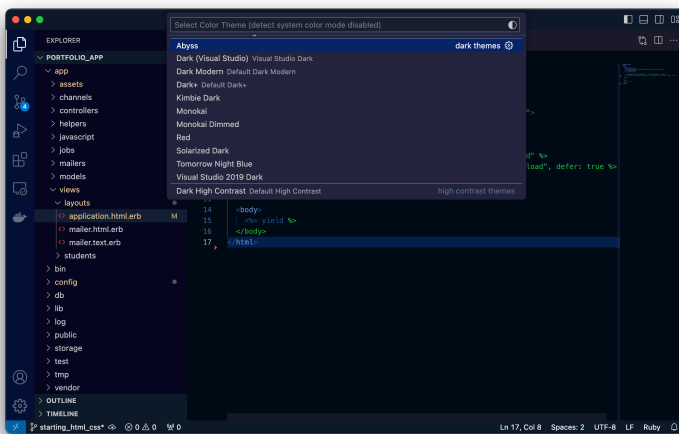 Select Color Theme (detect system color mode disabled)
Abyss dark themes
Dark (Visual Studio) Visual Studio Dark
Dark Modern Default Dark Modern
Dark+ Default Dark+
Kimbie Dark
Monokai
Monokai Dimmed
Red
Solarized Dark
Tomorrow Night Blue
Visual Studio 2019 Dark
Dark High Contrast Default High Contrast high contrast themes
EXPLORER
PORTFOLIO_APP
app
assets
channels
controllers
helpers
javascript
jobs
mailers
models
views
layouts
<> application.html.erb M
<> mailer.html.erb
<> mailer.text.erb
students
bin
config
db
lib
log
public
storage
test
tmp
vendor
OUTLINE
TIMELINE
4
">
d" %>
load", defer: true %>
14 <body>
15 <%= yield %>
16 </body>
17 </html>
starting_html_css* 0 0 0 Ln 17, Col 8 Spaces: 2 UTF-8 LF Ruby